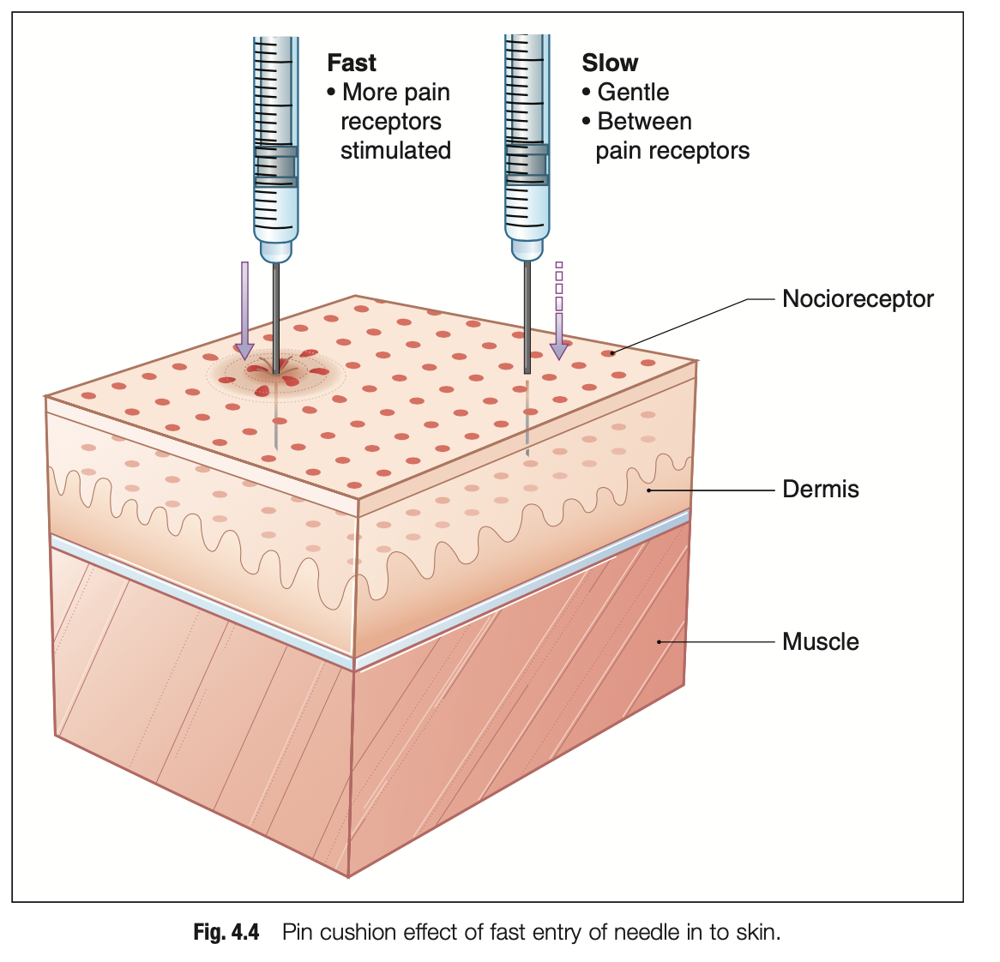 Fast
• More pain
receptors
stimulated
Slow
• Gentle
• Between
pain receptors
Nocioreceptor
Dermis
Muscle
Fig. 4.4 Pin cushion effect of fast entry of needle in to skin.